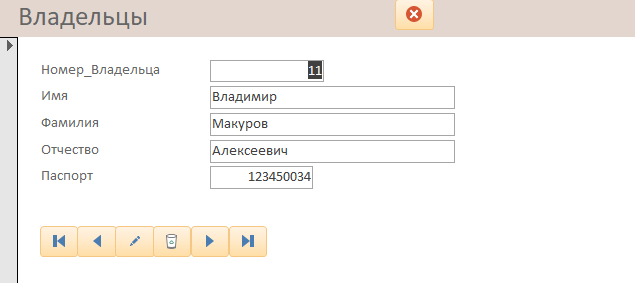 Владельцы
Номер_Владельца 11
Имя Владимир
Фамилия Макуров
Отчество Алексеевич
Паспорт 123450034